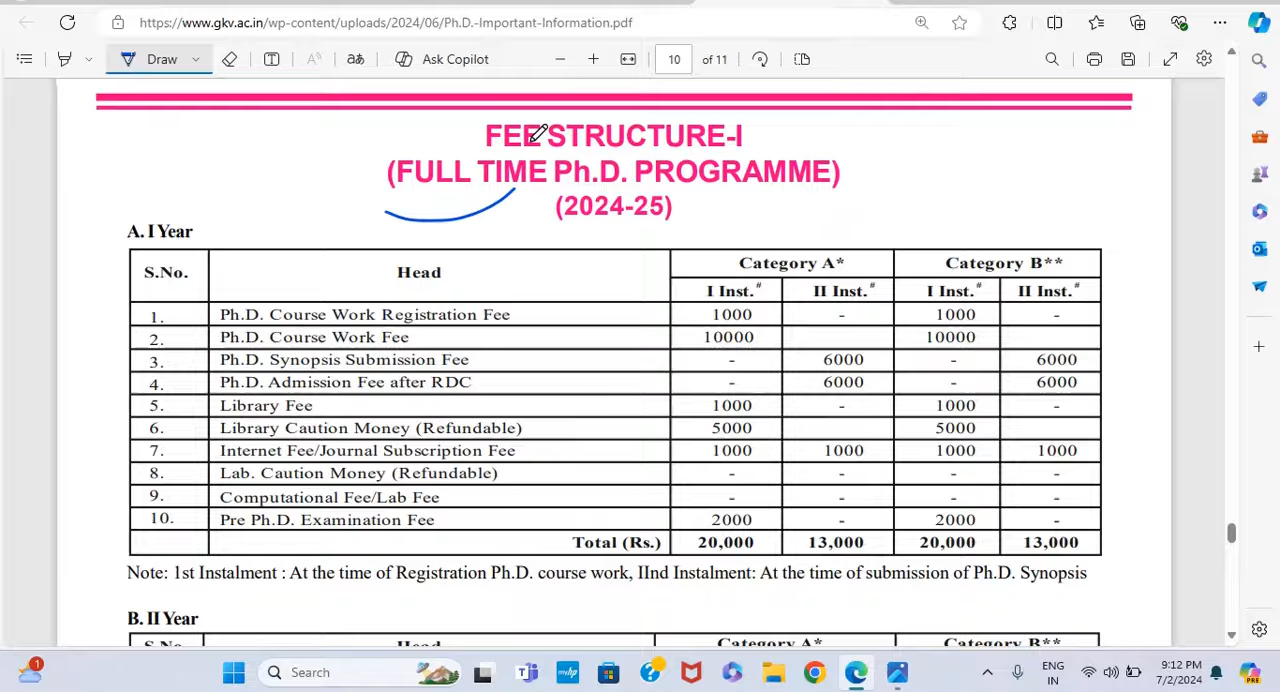 https://www.gkv.ac.in/wp-content/uploads/2024/06/Ph.D.-Important-Information.pdf
Draw aあ Ask Copilot 10 of 11
FEE STRUCTURE-I
(FULL TIME Ph.D. PROGRAMME)
(2024-25)
A. I Year
S.No. Head Category A* Category B**
I Inst.# II Inst.# I Inst.# II Inst.#
1. Ph.D. Course Work Registration Fee 1000 - 1000 -
2. Ph.D. Course Work Fee 10000 10000
3. Ph.D. Synopsis Submission Fee - 6000 - 6000
4. Ph.D. Admission Fee after RDC - 6000 - 6000
5. Library Fee 1000 - 1000 -
6. Library Caution Money (Refundable) 5000 5000
7. Internet Fee/Journal Subscription Fee 1000 1000 1000 1000
8. Lab. Caution Money (Refundable) - - - -
9. Computational Fee/Lab Fee - - - -
10. Pre Ph.D. Examination Fee 2000 - 2000 -
Total (Rs.) 20,000 13,000 20,000 13,000
Note: 1st Instalment : At the time of Registration Ph.D. course work, IInd Instalment: At the time of submission of Ph.D. Synopsis
B. II Year
S.No. Head Category A* Category B**
1 Search ENG 9:12 PM
IN 7/2/2024